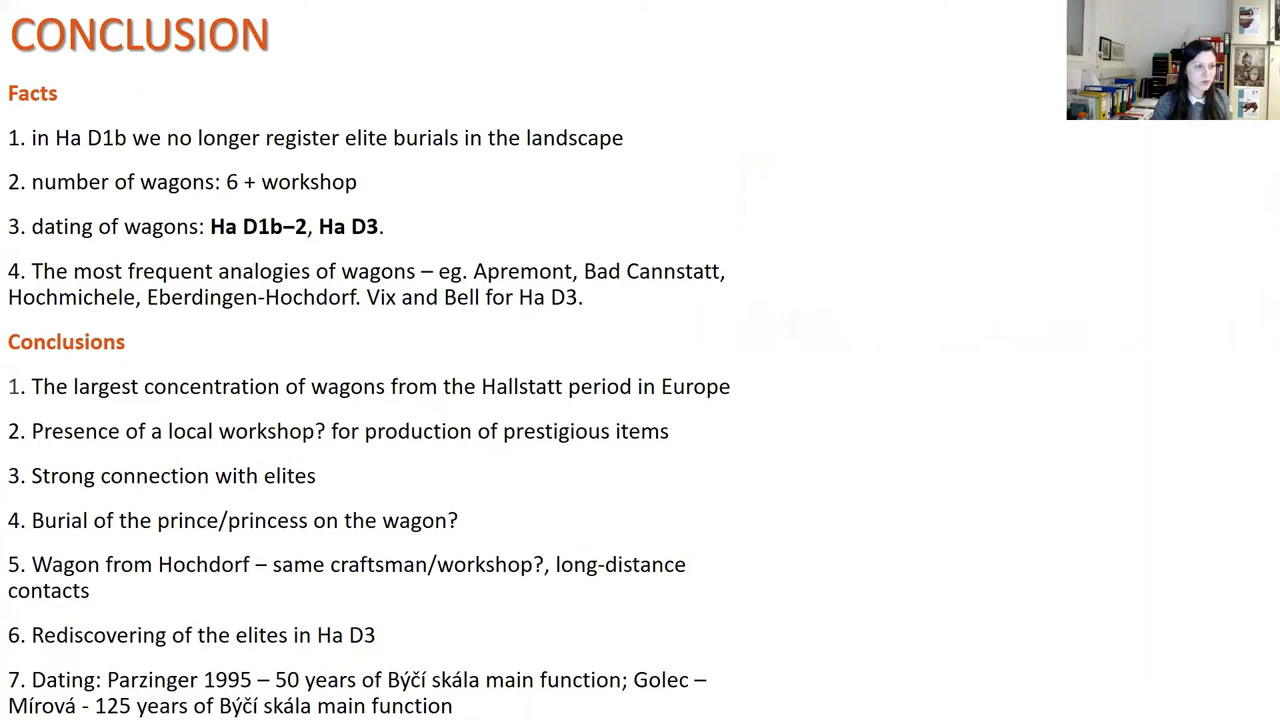 CONCLUSION
Facts
1. in Ha D1b we no longer register elite burials in the landscape
2. number of wagons: 6 + workshop
3. dating of wagons: Ha D1b–2, Ha D3.
4. The most frequent analogies of wagons – eg. Apremont, Bad Cannstatt,
Hochmichele, Eberdingen-Hochdorf. Vix and Bell for Ha D3.
Conclusions
1. The largest concentration of wagons from the Hallstatt period in Europe
2. Presence of a local workshop? for production of prestigious items
3. Strong connection with elites
4. Burial of the prince/princess on the wagon?
5. Wagon from Hochdorf – same craftsman/workshop?, long-distance
contacts
6. Rediscovering of the elites in Ha D3
7. Dating: Parzinger 1995 – 50 years of Býčí skála main function; Golec –
Mírová - 125 years of Býčí skála main function